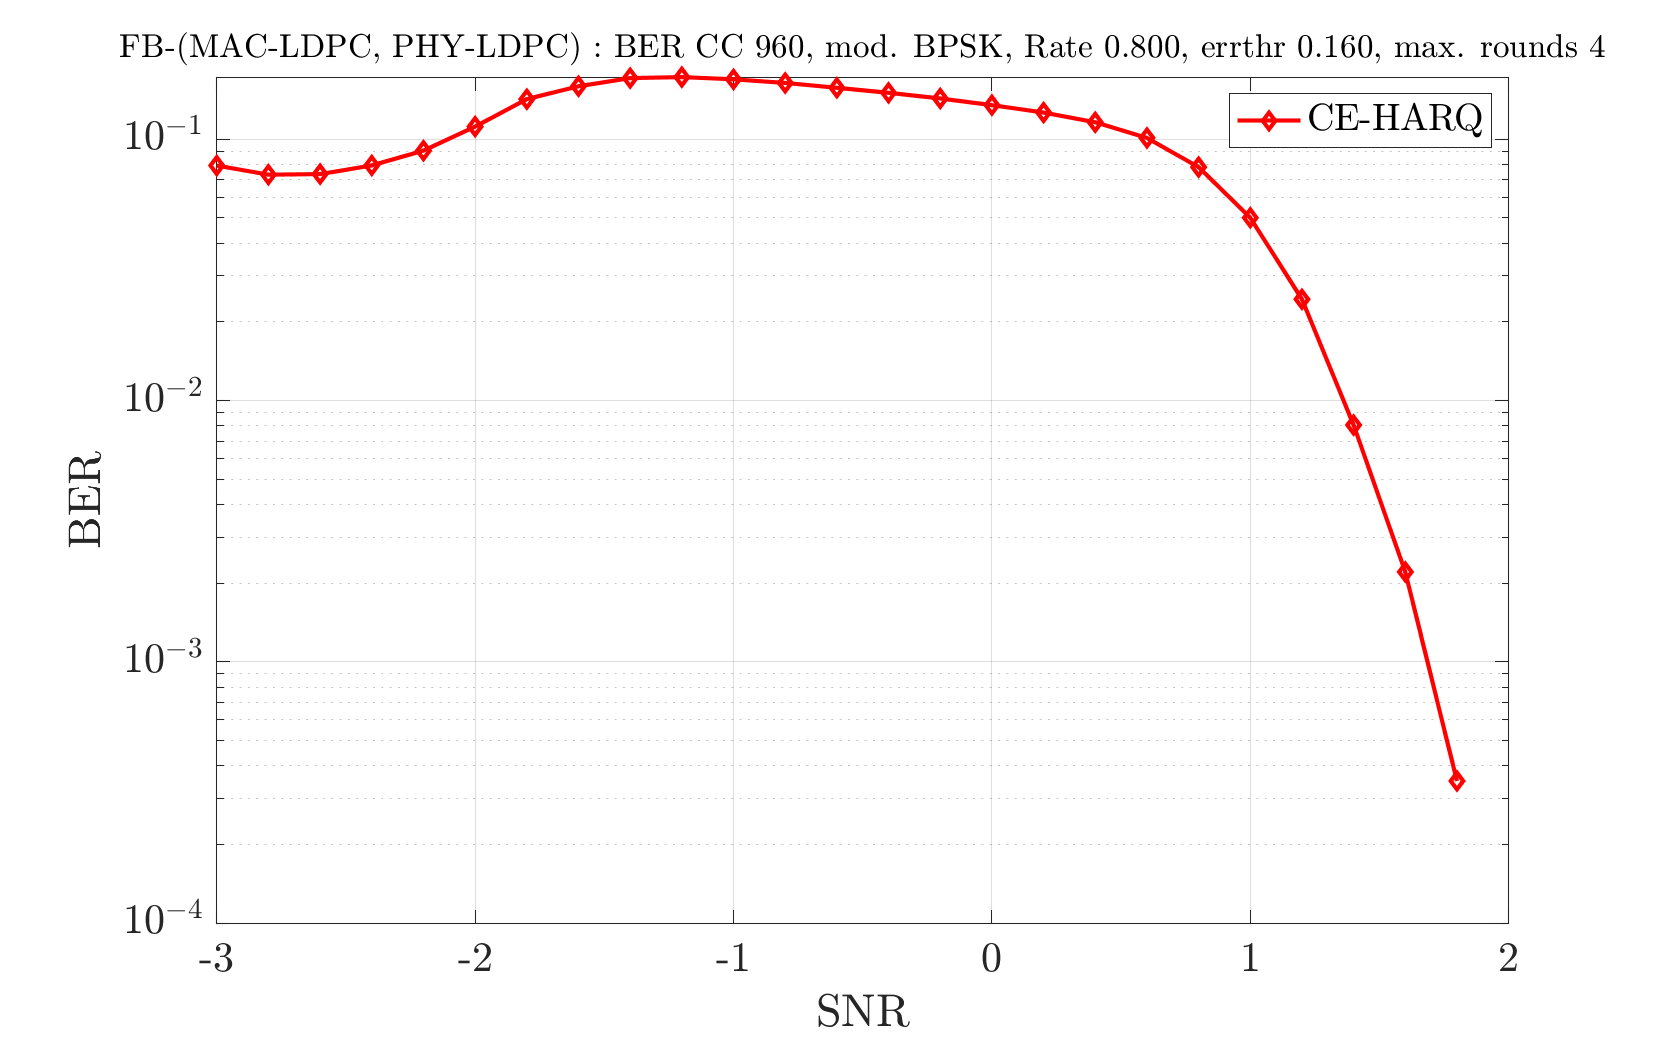 FB-(MAC-LDPC, PHY-LDPC) : BER CC 960, mod. BPSK, Rate 0.800, errthr 0.160, max. rounds 4
CE-HARQ
10⁻¹
10⁻²
10⁻³
10⁻⁴
BER
-3 -2 -1 0 1 2
SNR